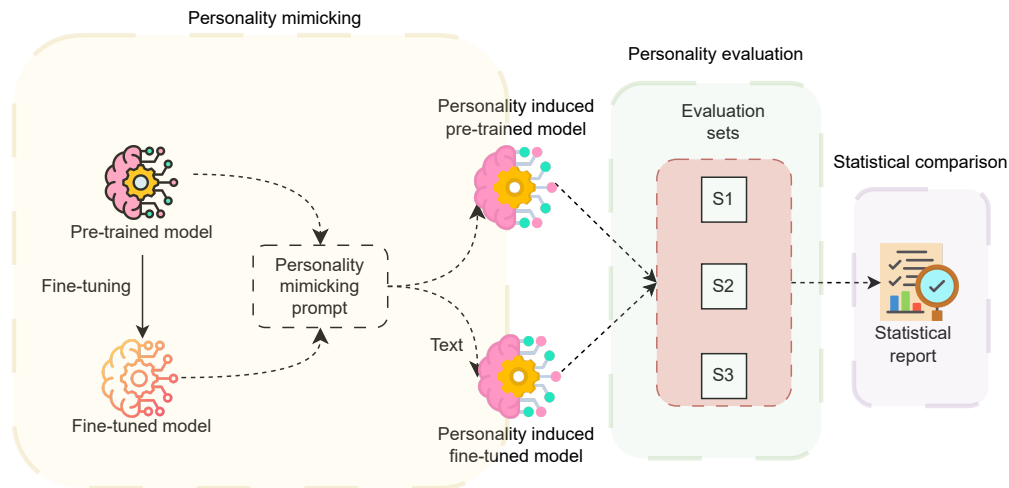 Personality mimicking
Personality evaluation
Personality induced
pre-trained model
Evaluation
sets
Statistical comparison
S1
Pre-trained model
Personality
mimicking
prompt
Fine-tuning
S2
Text
Statistical
report
S3
Fine-tuned model
Personality induced
fine-tuned model